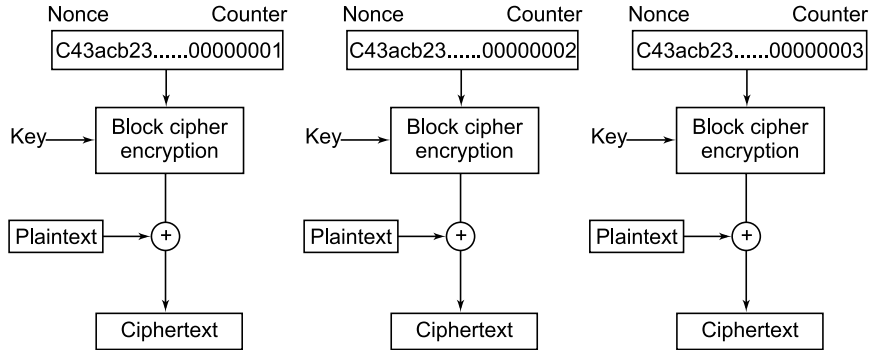 Nonce Counter Nonce Counter Nonce Counter
C43acb23......00000001 C43acb23......00000002 C43acb23......00000003
Key Block cipher encryption Key Block cipher encryption Key Block cipher encryption
Plaintext + Plaintext + Plaintext +
Ciphertext Ciphertext Ciphertext